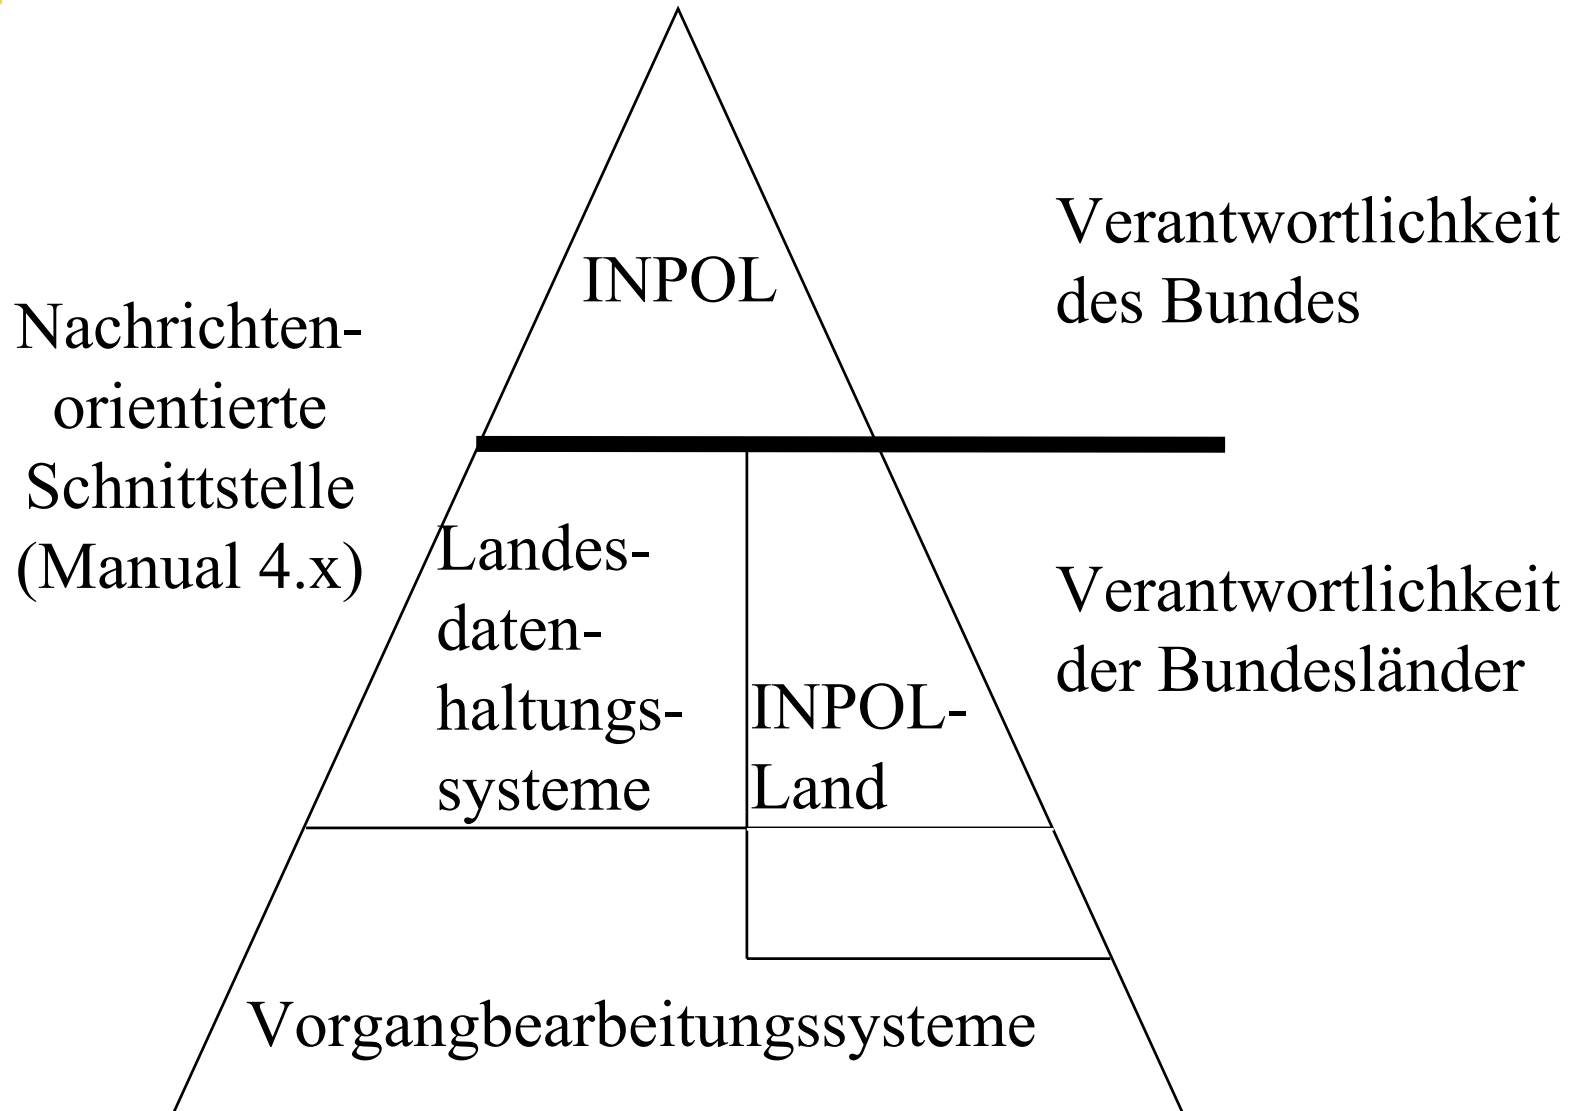 INPOL
Verantwortlichkeit
des Bundes
Nachrichten-
orientierte
Schnittstelle
(Manual 4.x)
Landes-
daten-
haltungs-
systeme
INPOL-
Land
Verantwortlichkeit
der Bundesländer
Vorgangbearbeitungssysteme